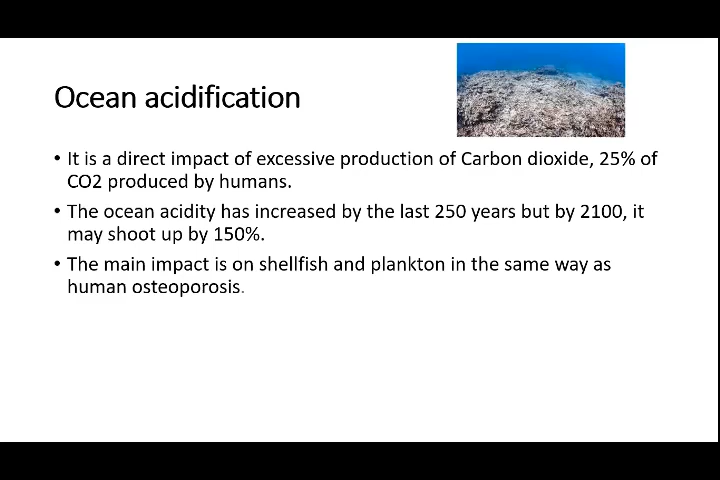 Ocean acidification
• It is a direct impact of excessive production of Carbon dioxide, 25% of
CO2 produced by humans.
• The ocean acidity has increased by the last 250 years but by 2100, it
may shoot up by 150%.
• The main impact is on shellfish and plankton in the same way as
human osteoporosis.